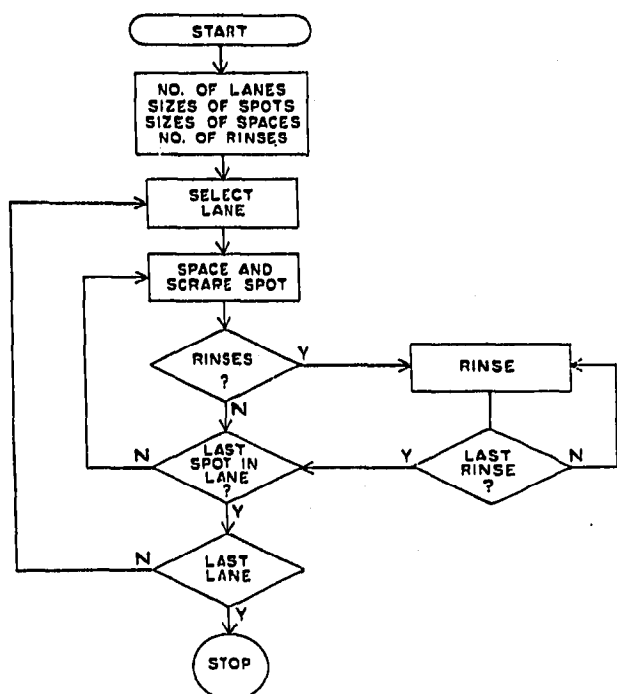 START
NO. OF LANES
SIZES OF SPOTS
SIZES OF SPACES
NO. OF RINSES
SELECT
LANE
SPACE AND
SCRAPE SPOT
RINSES
?
Y
RINSE
N
LAST
SPOT IN
LANE
?
N
Y
LAST
RINSE
?
Y
N
Y
LAST
LANE
N
Y
STOP